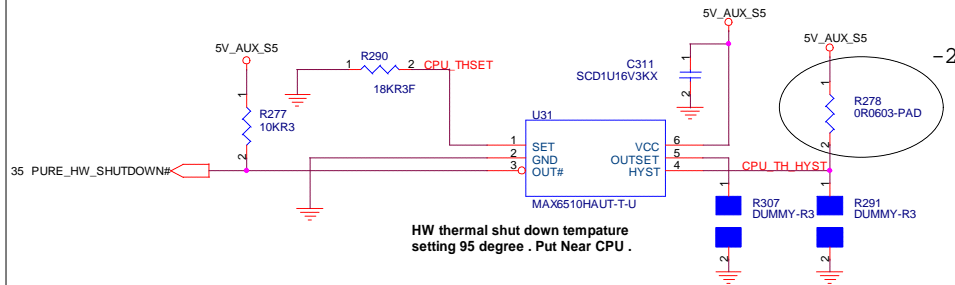 5V_AUX_S5
5V_AUX_S5
5V_AUX_S5
-2
R290
1
2
CPU_THSET
18KR3F
C311
SCD1U16V3KX
1
2
1
R277
10KR3
2
1
R278
0R0603-PAD
2
U31
1
SET
VCC
6
2
GND
OUTSET
5
3
OUT#
HYST
4
CPU_TH_HYST
35 PURE_HW_SHUTDOWN#
MAX6510HAUT-T-U
1
R307
DUMMY-R3
2
1
R291
DUMMY-R3
2
HW thermal shut down tempature
setting 95 degree . Put Near CPU .